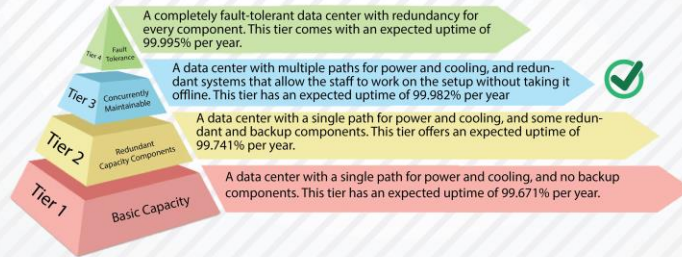 Tier 4
Fault
Tolerance
A completely fault-tolerant data center with redundancy for
every component. This tier comes with an expected uptime of
99.995% per year.
Tier 3
Concurrently
Maintainable
A data center with multiple paths for power and cooling, and redun-
dant systems that allow the staff to work on the setup without taking it
offline. This tier has an expected uptime of 99.982% per year
Tier 2
Redundant
Capacity Components
A data center with a single path for power and cooling, and some redun-
dant and backup components. This tier offers an expected uptime of
99.741% per year.
Tier 1
Basic Capacity
A data center with a single path for power and cooling, and no backup
components. This tier has an expected uptime of 99.671% per year.